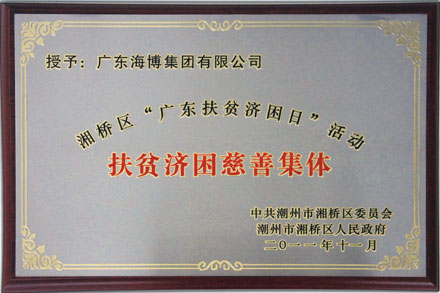 授予：广东海博集团有限公司
湘桥区“广东扶贫济困日”活动
扶贫济困慈善集体
中共潮州市湘桥区委员会
潮州市湘桥区人民政府
二〇一一年十一月